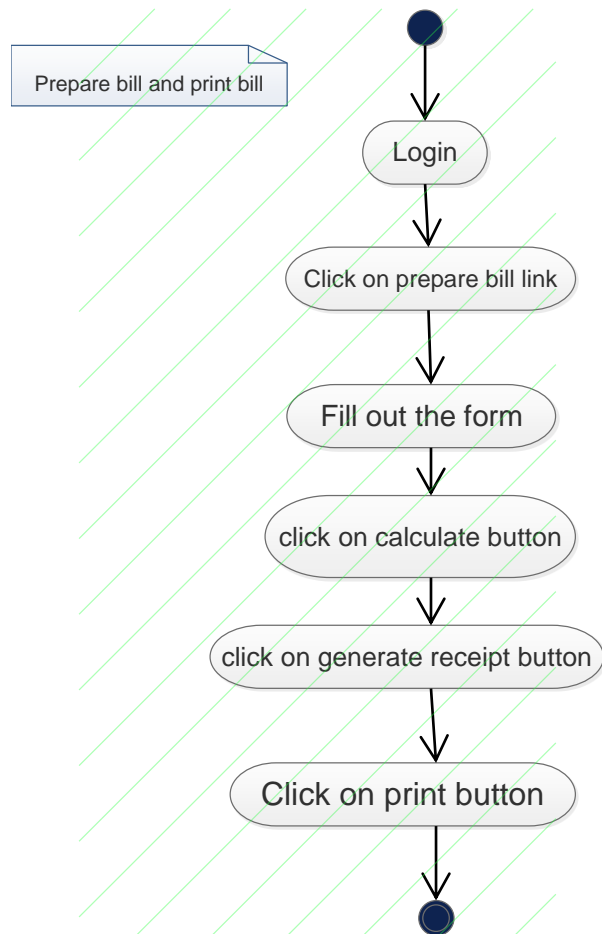 Prepare bill and print bill
Login
Click on prepare bill link
Fill out the form
click on calculate button
click on generate receipt button
Click on print button